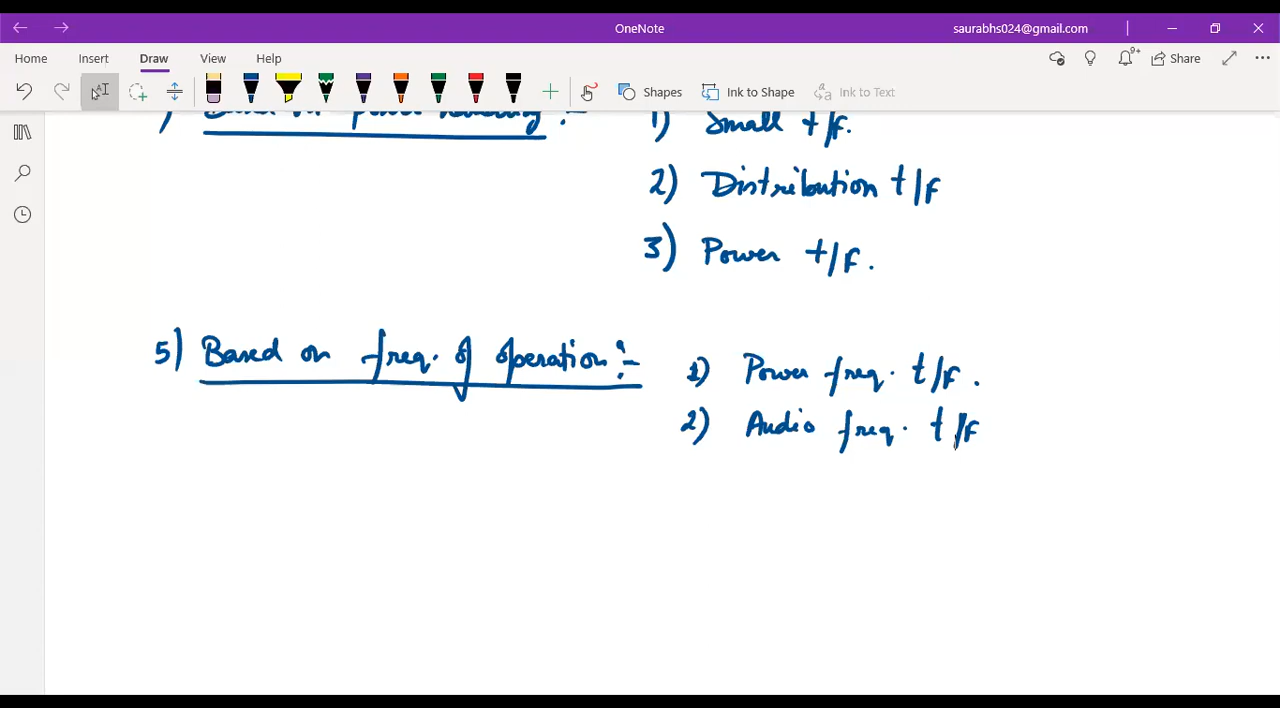 OneNote
saurabhs024@gmail.com
Home Insert Draw View Help
Share
Shapes Ink to Shape Ink to Text
1) Small t/f.
2) Distribution t/f
3) Power t/f.
5) Based on freq. of operation :-
1) Power freq. t/f.
2) Audio freq. t/f